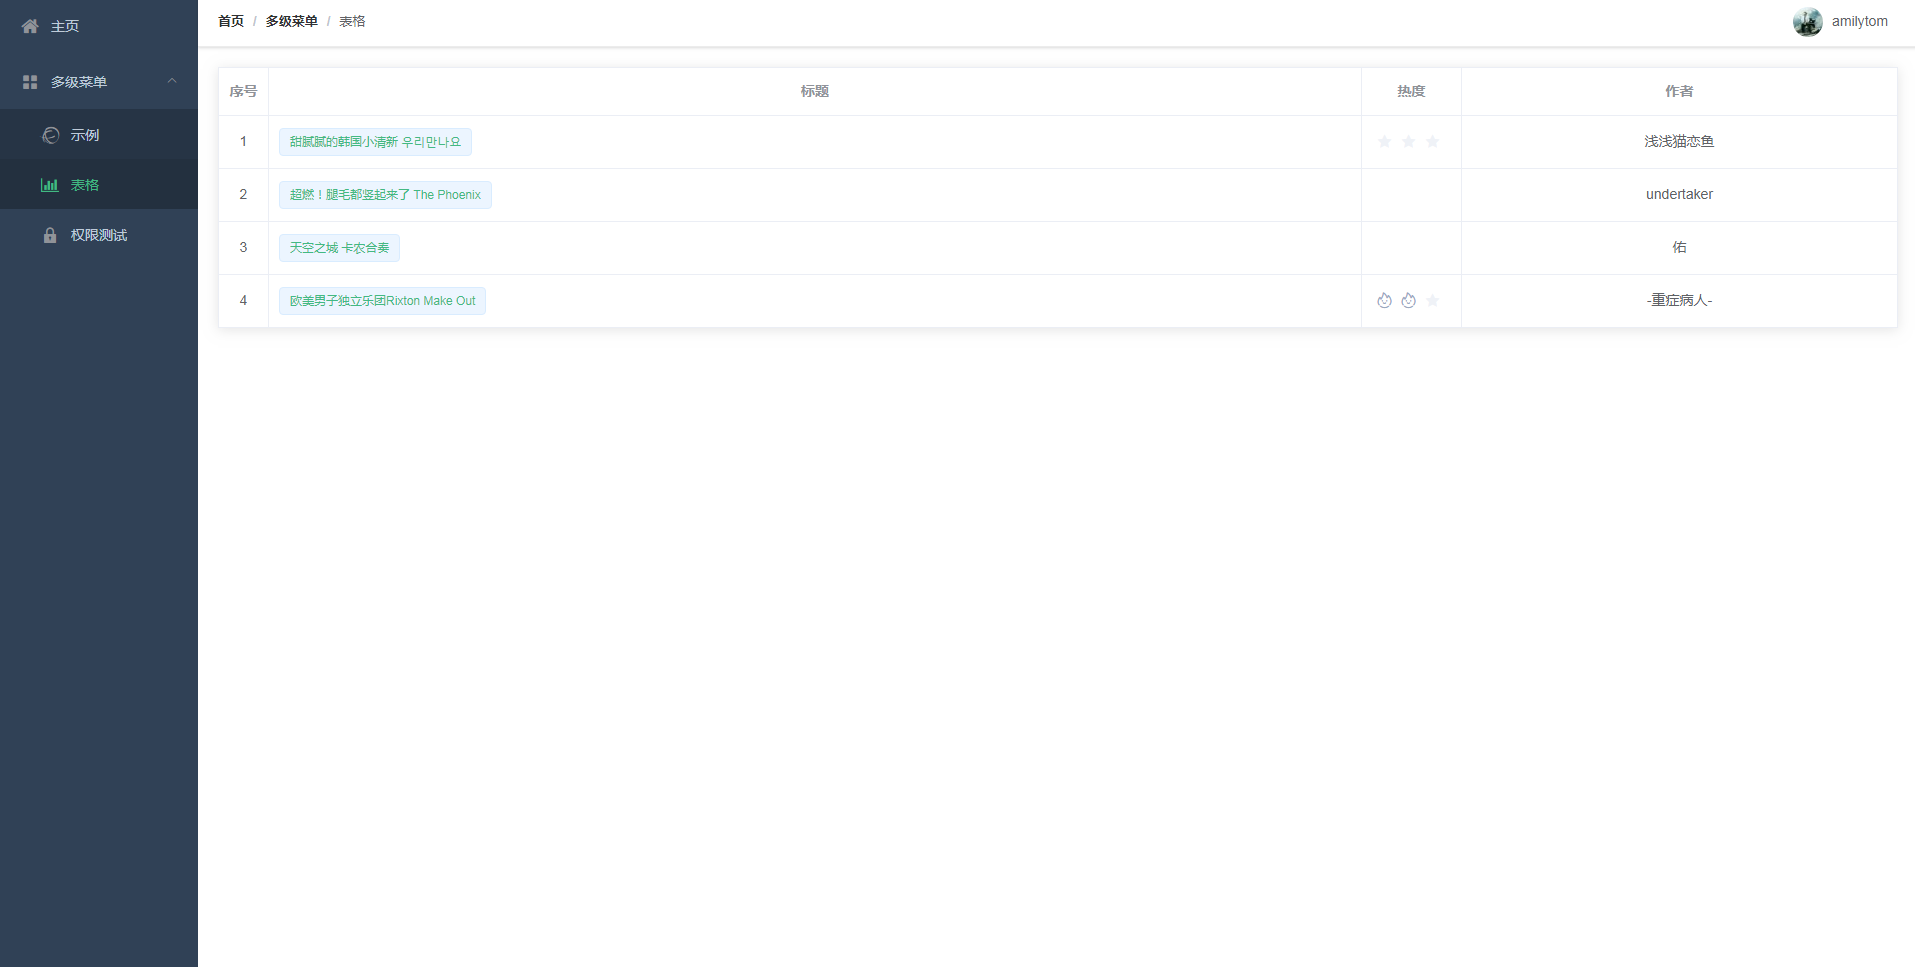 主页
多级菜单
示例
表格
权限测试
首页 / 多级菜单 / 表格
amilytom
序号 标题 热度 作者
1 甜腻腻的韩国小清新 우리만나요 浅浅猫恋鱼
2 超燃！腿毛都竖起来了 The Phoenix undertaker
3 天空之城 卡农合奏 佑
4 欧美男子独立乐团Rixton Make Out -重症病人-